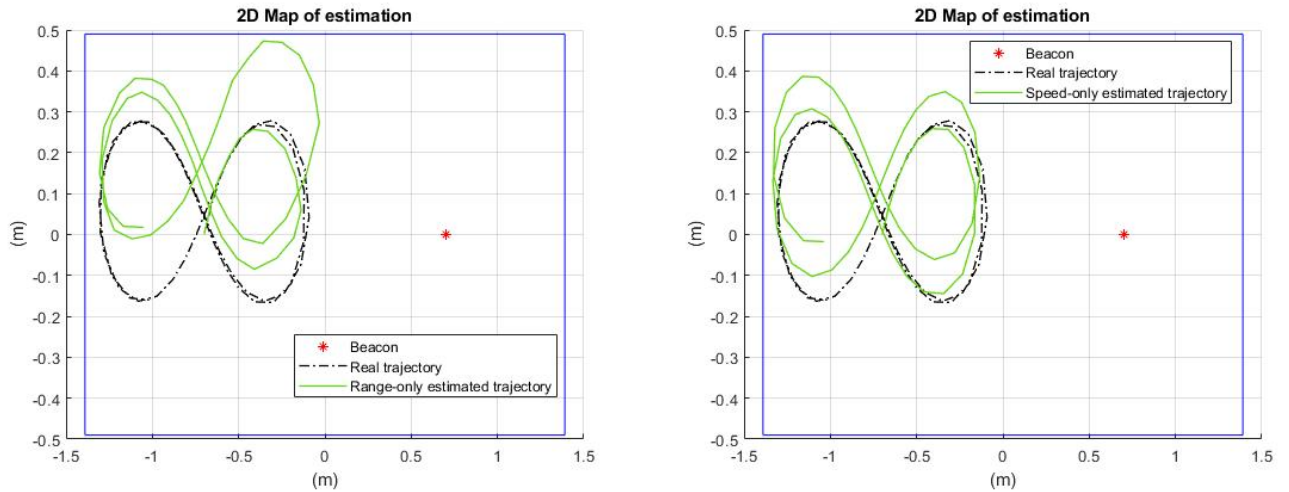 2D Map of estimation
0.5
0.4
0.3
0.2
0.1
0
-0.1
-0.2
-0.3
-0.4
-0.5
(m)
Beacon
Real trajectory
Range-only estimated trajectory
-1.5 -1 -0.5 0 0.5 1 1.5
(m)
2D Map of estimation
0.5
0.4
0.3
0.2
0.1
0
-0.1
-0.2
-0.3
-0.4
-0.5
(m)
Beacon
Real trajectory
Speed-only estimated trajectory
-1.5 -1 -0.5 0 0.5 1 1.5
(m)